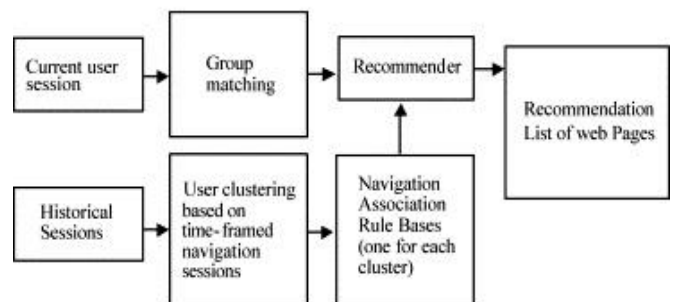 Current user
session
Group
matching
Recommender
Recommendation
List of web Pages
Historical
Sessions
User clustering
based on
time-framed
navigation
sessions
Navigation
Association
Rule Bases
(one for each
cluster)